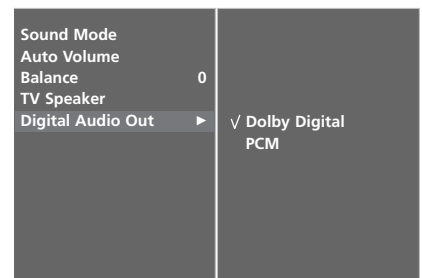 Sound Mode
Auto Volume
Balance 0
TV Speaker
Digital Audio Out ►
√ Dolby Digital
PCM